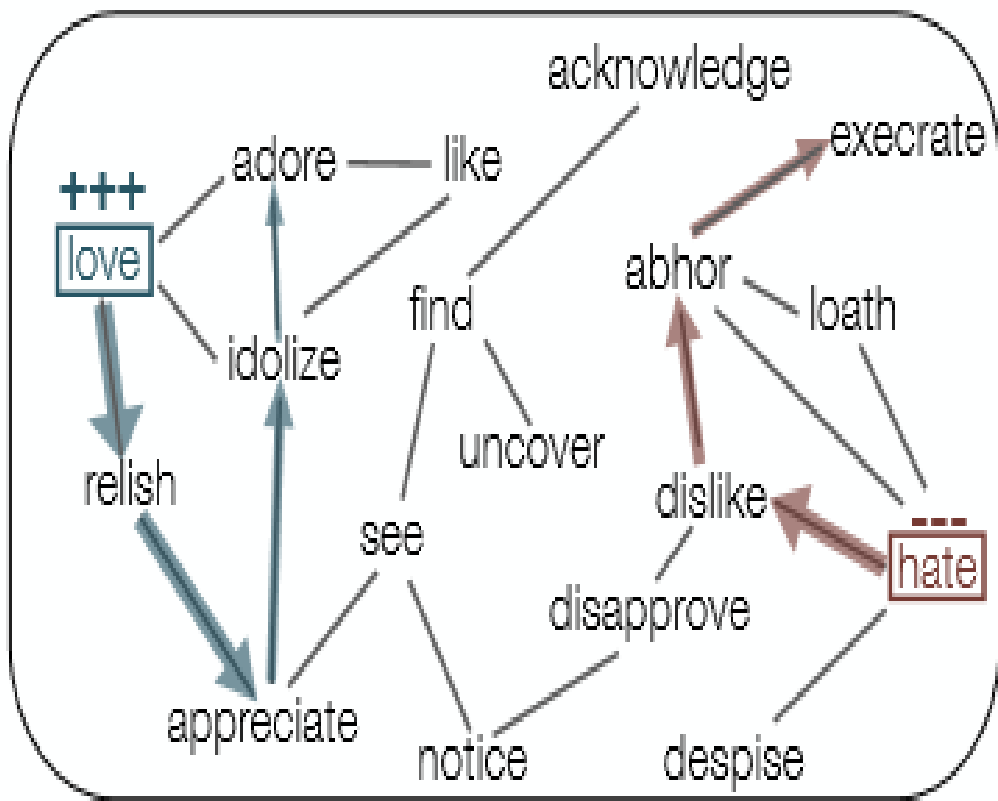 acknowledge
execrate
adore
like
+++
love
abhor
find
loath
idolize
uncover
relish
dislike
see
---
hate
disapprove
appreciate
notice
despise